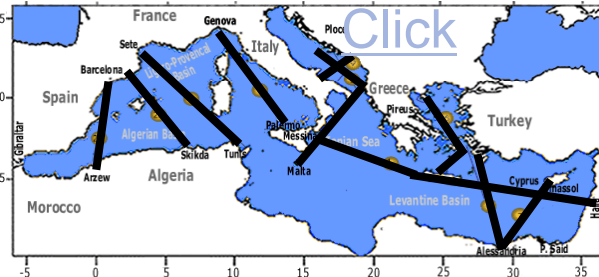 France
Genova
Ploce
Click
Sete
Italy
Liguro-Provencal
Basin
Barcelona
Spain
Greece
Pireus
Turkey
Gibraltar
Algerian Basin
Palermo
Messina
Ionian Sea
Arzew
Skikda
Tunis
Malta
Algeria
Cyprus
Limassol
Levantine Basin
Morocco
Alessandria
P. Said
-5
0
5
10
15
20
25
30
35